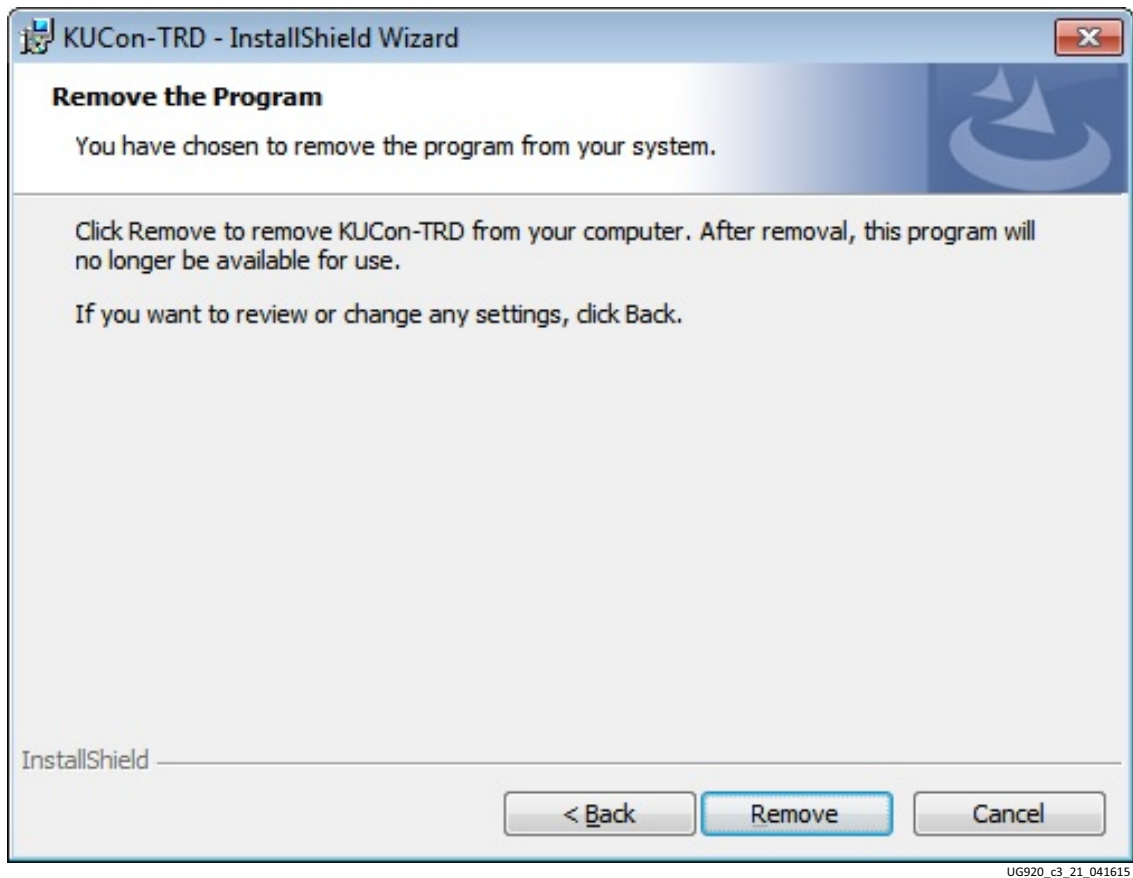 KUCon-TRD - InstallShield Wizard
Remove the Program
You have chosen to remove the program from your system.
Click Remove to remove KUCon-TRD from your computer. After removal, this program will
no longer be available for use.
If you want to review or change any settings, click Back.
InstallShield
< Back
Remove
Cancel
UG920_c3_21_041615